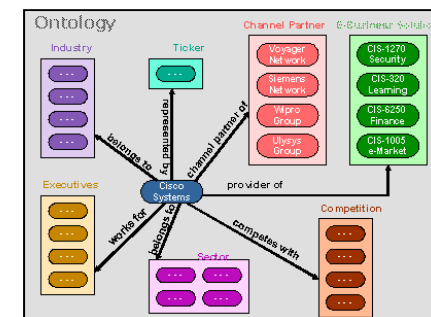 Ontology
Channel Partner
E-Business Solution
Industry
Ticker
...
...
...
...
...
Voyager
Network
Siemens
Network
Wipro
Group
Ulysys
Group
CIS-1270
Security
CIS-320
Learning
CIS-6250
Finance
CIS-1005
e-Market
belongs to
represented by
channel partner of
Executives
Cisco
Systems
provider of
works for
belongs to
competes with
Competition
...
...
...
...
Sector
...
...
...
...
...
...
...
...